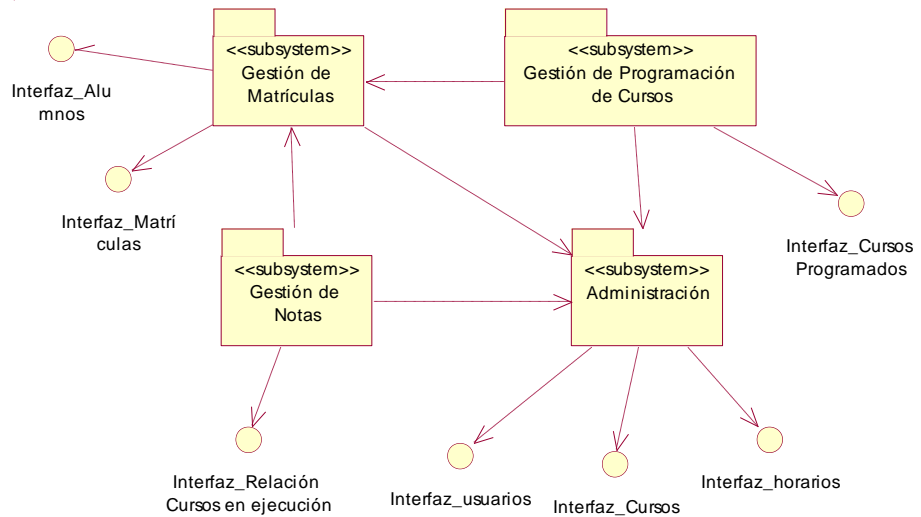 <<subsystem>>
Gestión de
Matrículas
<<subsystem>>
Gestión de Programación
de Cursos
Interfaz_Alu
mnos
Interfaz_Matrí
culas
Interfaz_Cursos
Programados
<<subsystem>>
Gestión de
Notas
<<subsystem>>
Administración
Interfaz_Relación
Cursos en ejecución
Interfaz_usuarios
Interfaz_Cursos
Interfaz_horarios